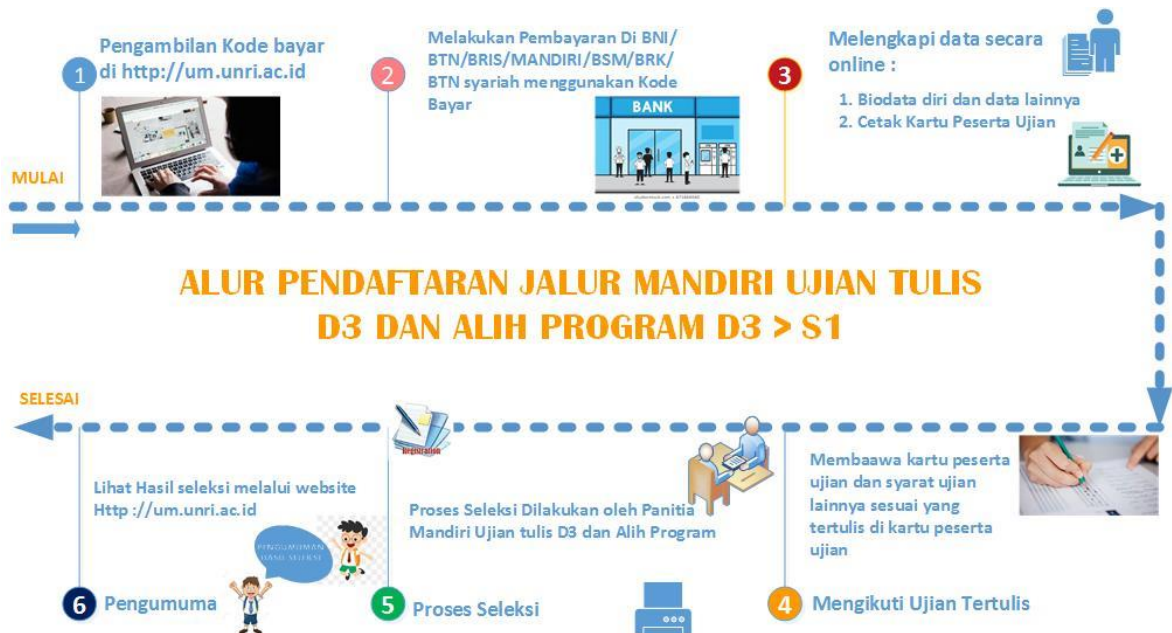 1
Pengambilan Kode bayar
di http://um.unri.ac.id
2
Melakukan Pembayaran Di BNI/
BTN/BRIS/MANDIRI/BSM/BRK/
BTN syariah menggunakan Kode
Bayar
BANK
3
Melengkapi data secara
online :
1. Biodata diri dan data lainnya
2. Cetak Kartu Peserta Ujian
MULAI
ALUR PENDAFTARAN JALUR MANDIRI UJIAN TULIS
D3 DAN ALIH PROGRAM D3 > S1
SELESAI
Lihat Hasil seleksi melalui website
Http ://um.unri.ac.id
PENGUMUMAN
HASIL SELEKSI
6 Pengumuma
Registration
Proses Seleksi Dilakukan oleh Panitia
Mandiri Ujian tulis D3 dan Alih Program
5 Proses Seleksi
Membaawa kartu peserta
ujian dan syarat ujian
lainnya sesuai yang
tertulis di kartu peserta
ujian
4 Mengikuti Ujian Tertulis